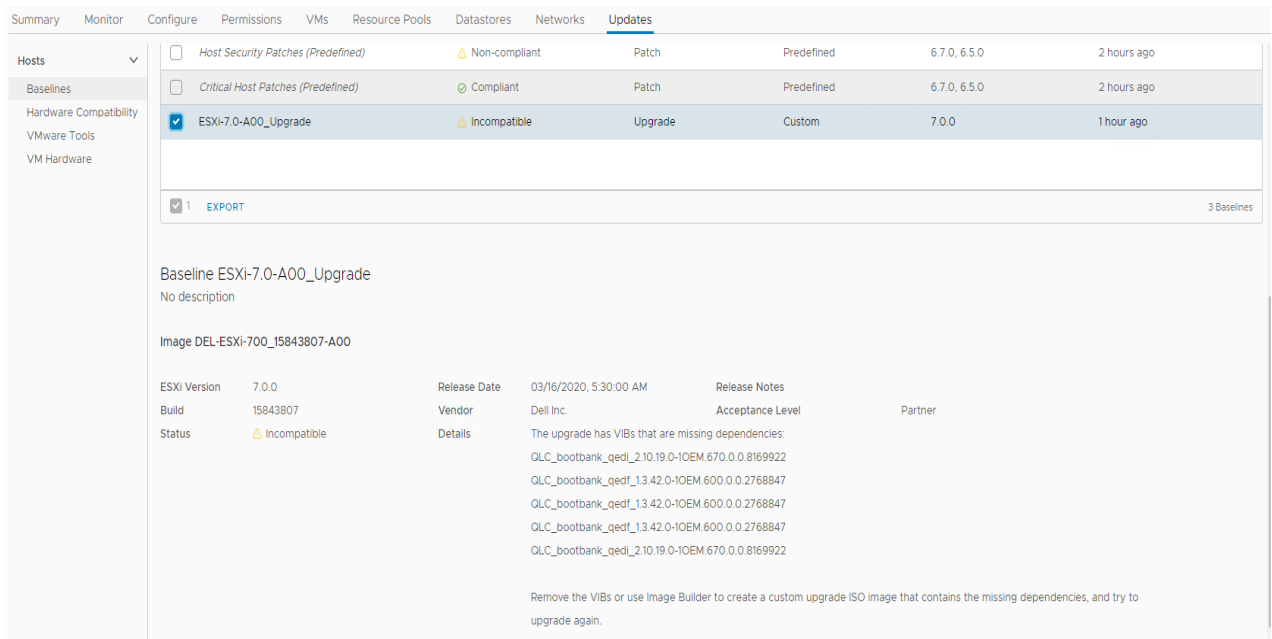 Summary Monitor Configure Permissions VMs Resource Pools Datastores Networks Updates
Hosts
Baselines
Hardware Compatibility
VMware Tools
VM Hardware
Host Security Patches (Predefined) Non-compliant Patch Predefined 6.7.0, 6.5.0 2 hours ago
Critical Host Patches (Predefined) Compliant Patch Predefined 6.7.0, 6.5.0 2 hours ago
ESXi-7.0-A00_Upgrade Incompatible Upgrade Custom 7.0.0 1 hour ago
1 EXPORT 3 Baselines
Baseline ESXi-7.0-A00_Upgrade
No description
Image DEL-ESXi-700_15843807-A00
ESXi Version 7.0.0 Release Date 03/16/2020, 5:30:00 AM Release Notes
Build 15843807 Vendor Dell Inc. Acceptance Level Partner
Status Incompatible Details The upgrade has VIBs that are missing dependencies:
QLC_bootbank_qedi_2.10.19.0-1OEM.670.0.0.8169922
QLC_bootbank_qedf_1.3.42.0-1OEM.600.0.0.2768847
QLC_bootbank_qedf_1.3.42.0-1OEM.600.0.0.2768847
QLC_bootbank_qedf_1.3.42.0-1OEM.600.0.0.2768847
QLC_bootbank_qedi_2.10.19.0-1OEM.670.0.0.8169922
Remove the VIBs or use Image Builder to create a custom upgrade ISO image that contains the missing dependencies, and try to
upgrade again.